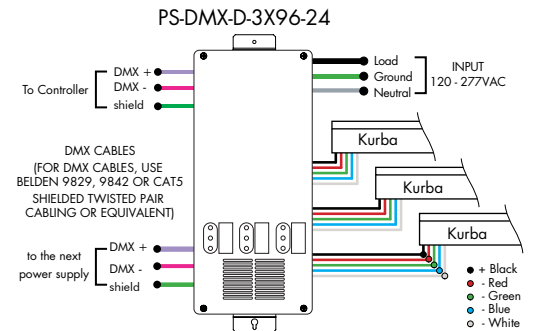 PS-DMX-D-3X96-24
To Controller
DMX +
DMX -
shield
Load
Ground
Neutral
INPUT
120 - 277VAC
DMX CABLES
(FOR DMX CABLES, USE
BELDEN 9829, 9842 OR CAT5
SHIELDED TWISTED PAIR
CABLING OR EQUIVALENT)
Kurba
Kurba
Kurba
to the next
power supply
DMX +
DMX -
shield
+ Black
- Red
- Green
- Blue
- White